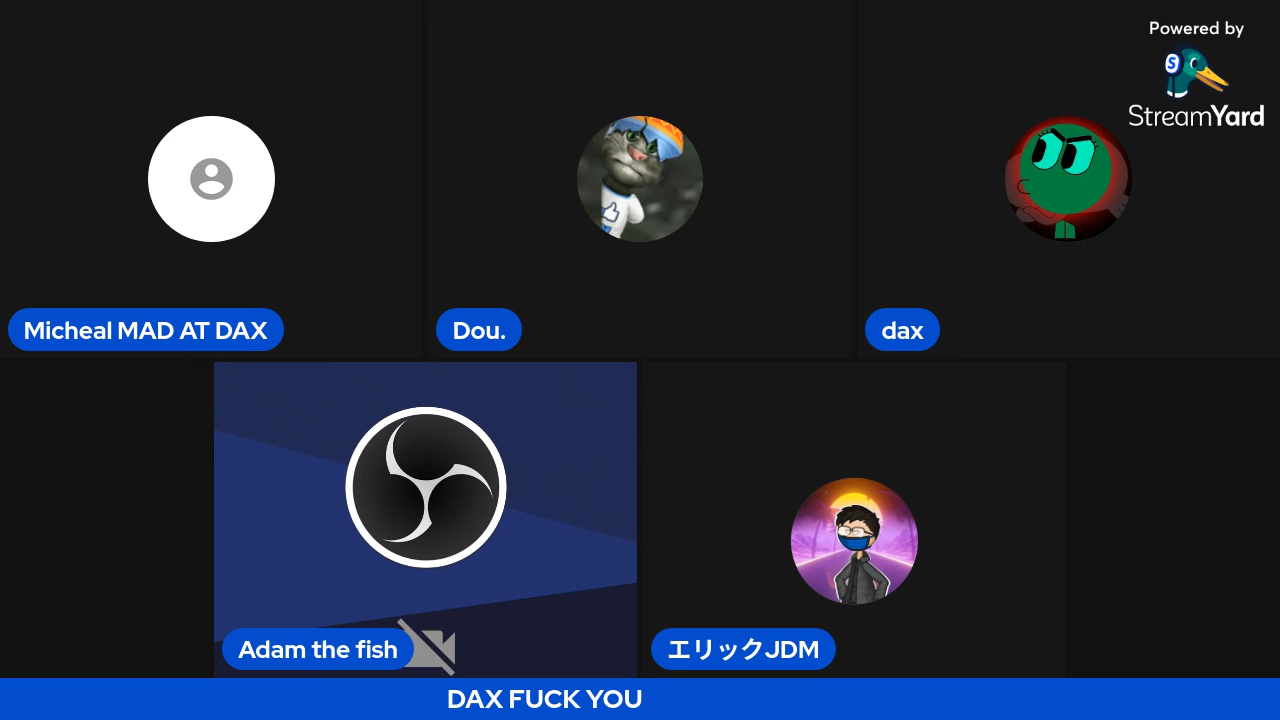 Powered by
S
StreamYard
Micheal MAD AT DAX
Dou.
dax
Adam the fish
エリックJDM
DAX FUCK YOU